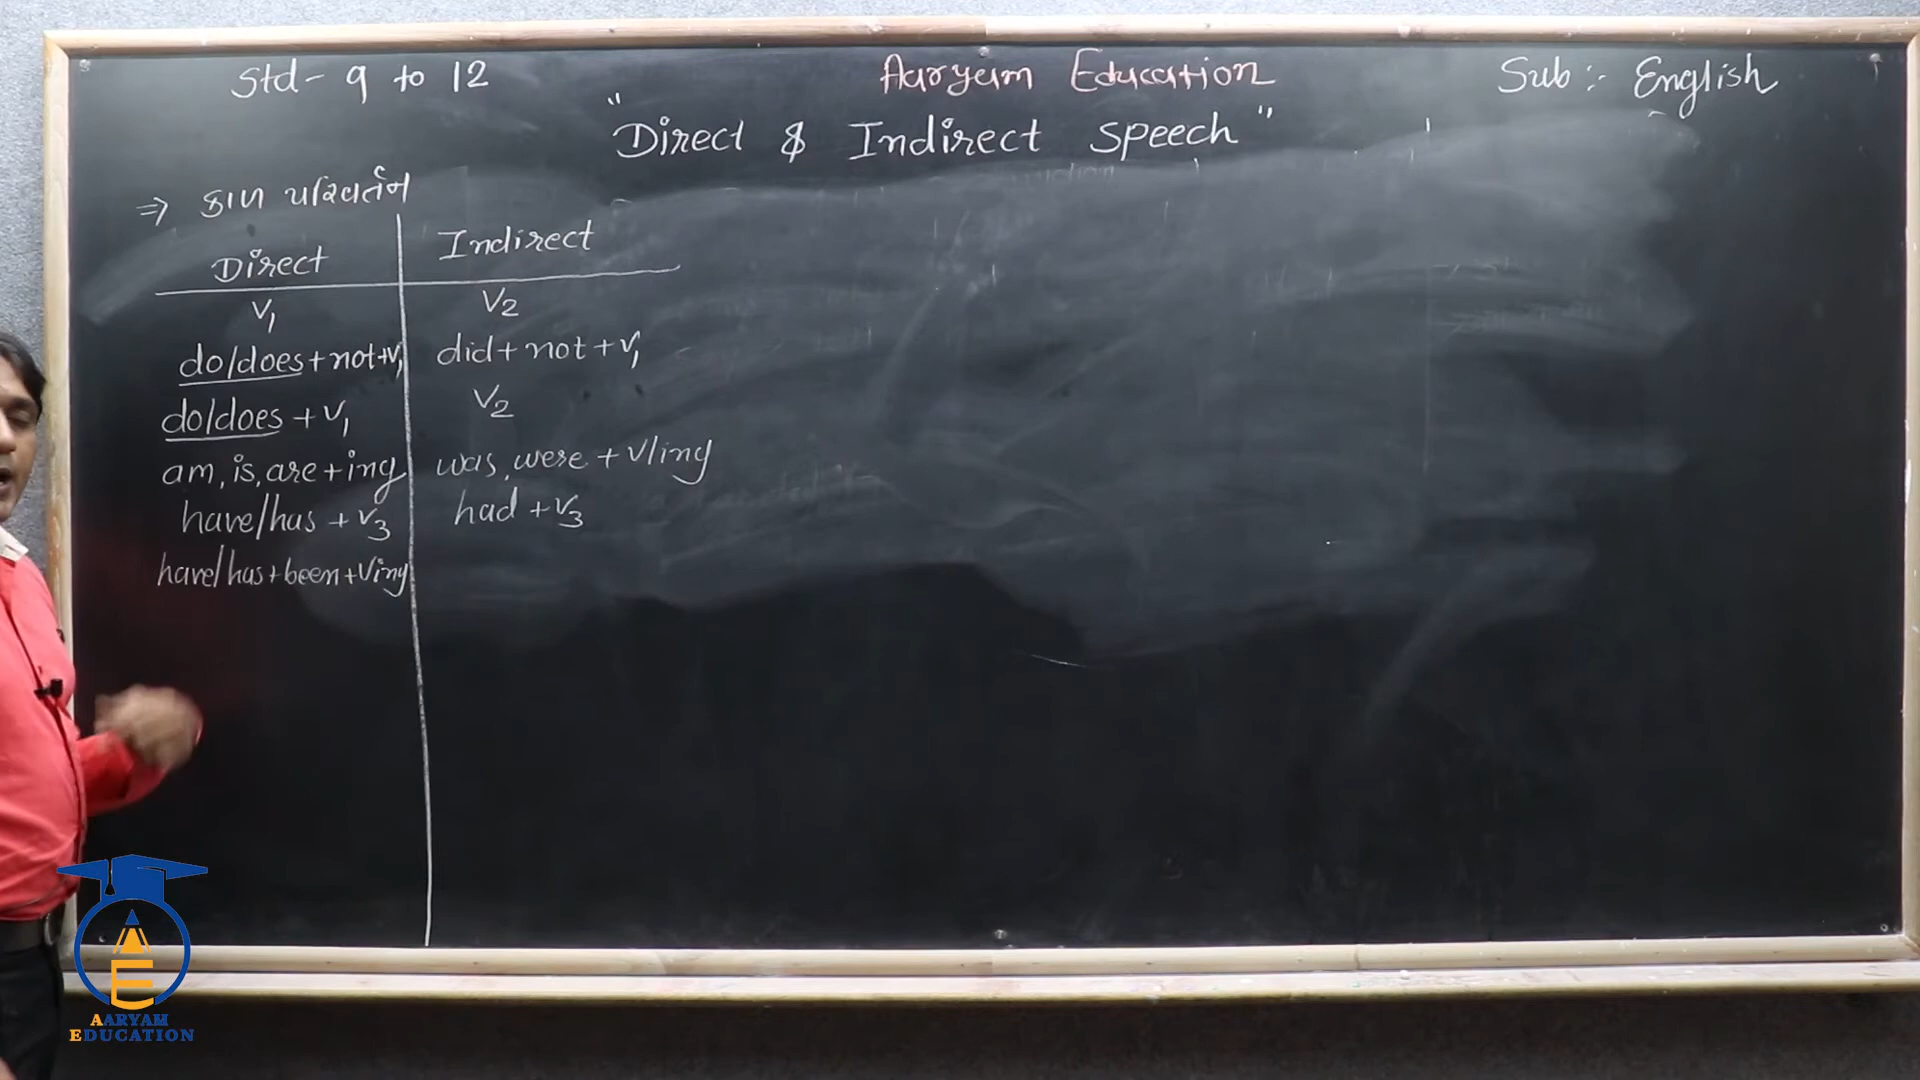 Std- 9 to 12
Aaryam Education
Sub :- English
"Direct & Indirect Speech"
⇒ કાળ પરિવર્તન
Direct | Indirect
V1 | V2
do/does+not+V1 | did+not+V1
do/does + V1 | V2
am, is, are+ing | was, were + V/ing
have/has + V3 | had + V3
have/has+been+Ving
AARYAM
EDUCATION